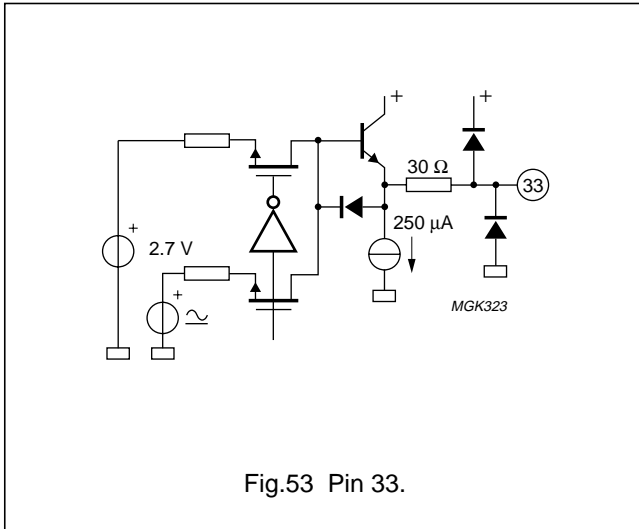 +
+
30 Ω
33
+
2.7 V
250 μA
+
MGK323
Fig.53 Pin 33.